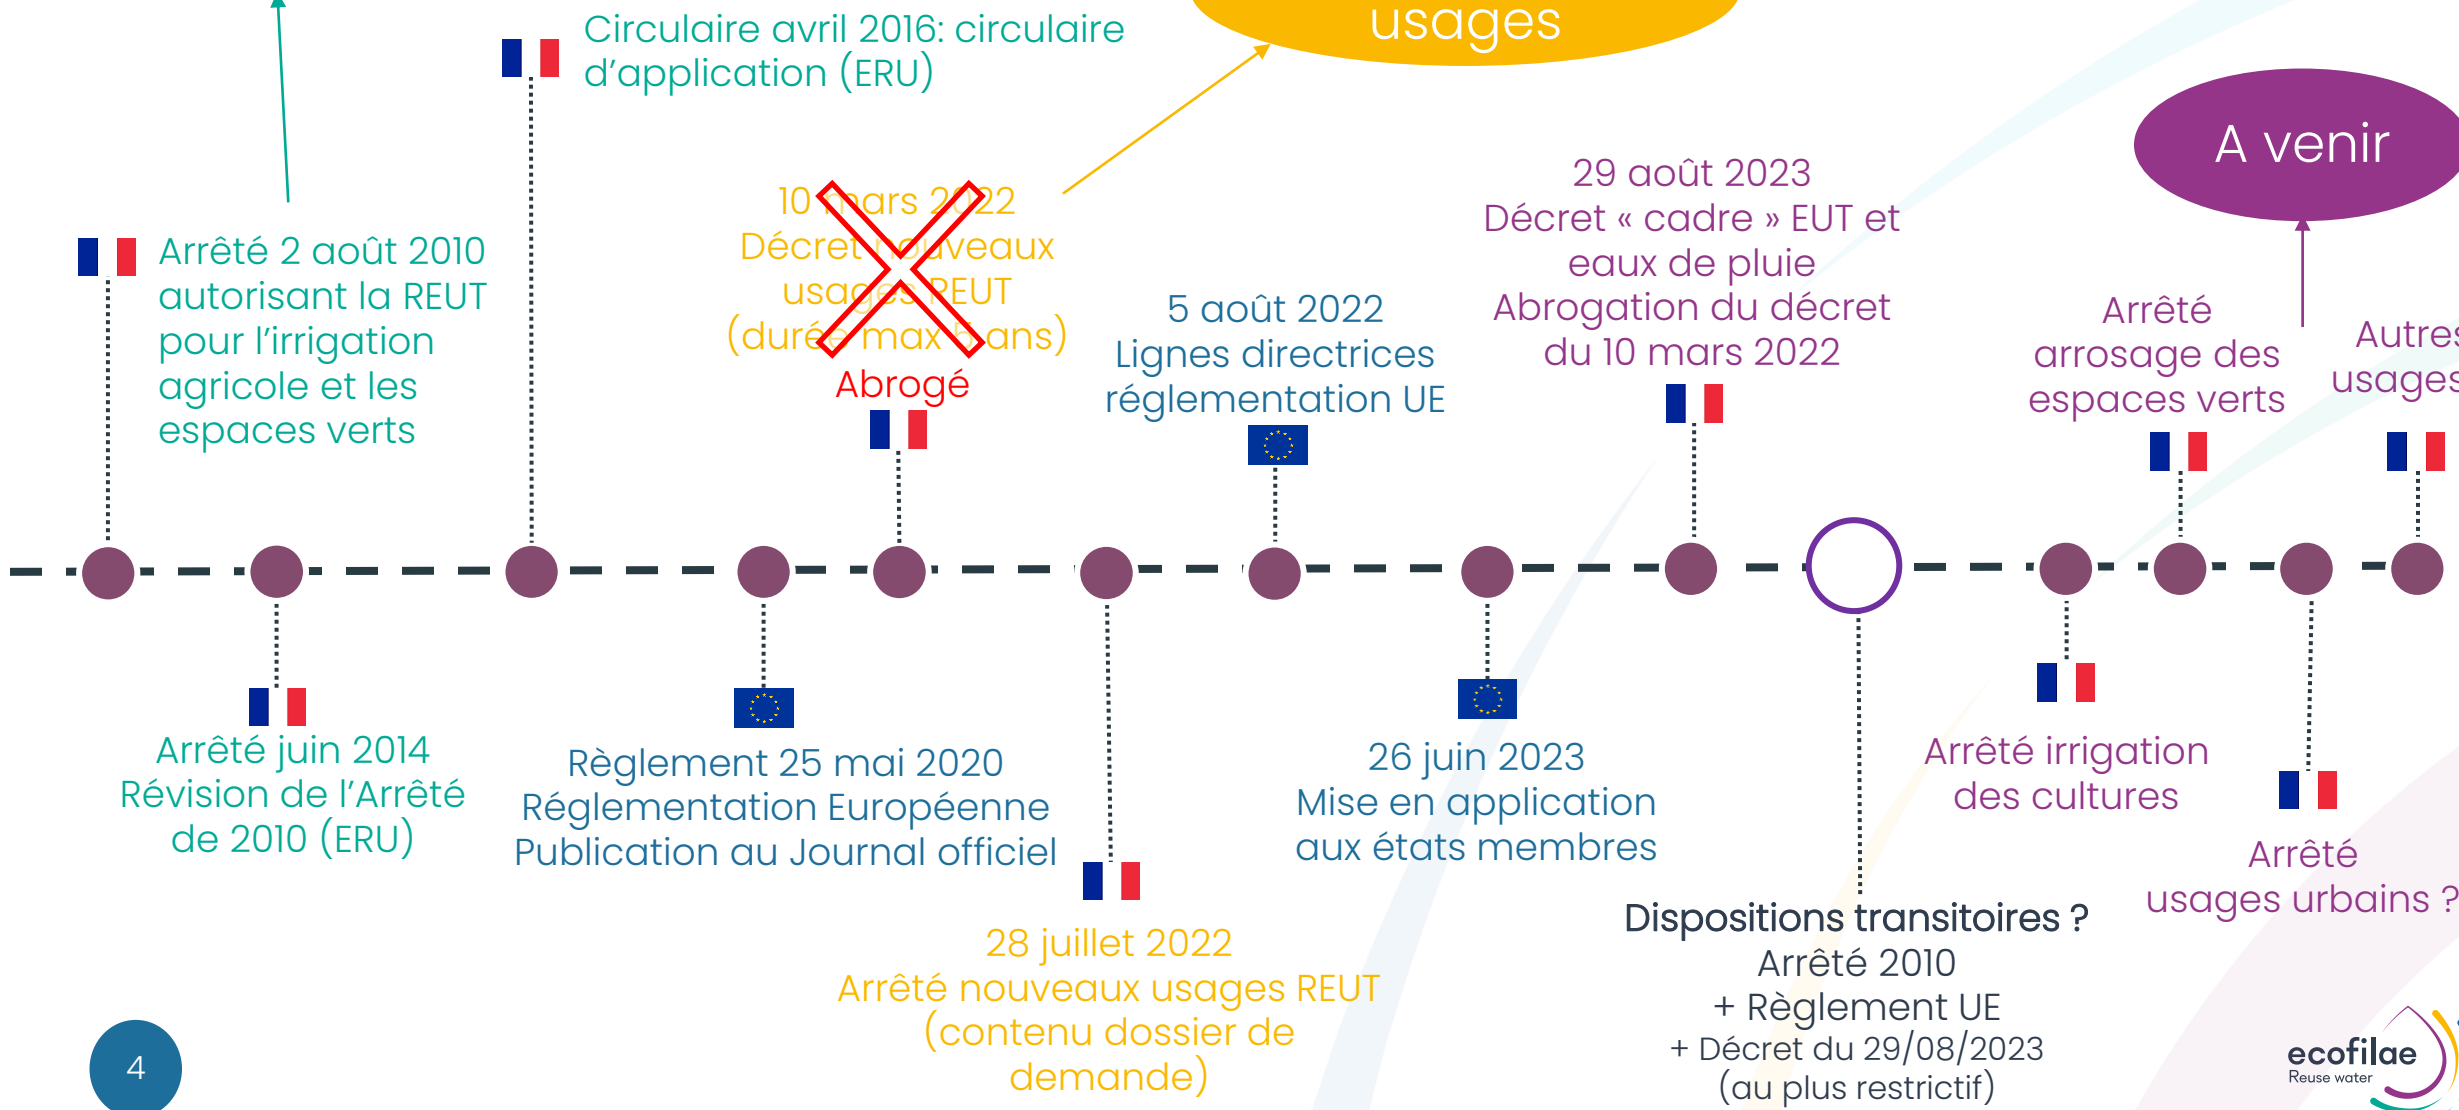 Circulaire avril 2016: circulaire
d'application (ERU)
usages
A venir
Arrêté 2 août 2010
autorisant la REUT
pour l'irrigation
agricole et les
espaces verts
10 mars 2022
Décret nouveaux
usages REUT
(durée max 5 ans)
Abrogé
5 août 2022
Lignes directrices
réglementation UE
29 août 2023
Décret « cadre » EUT et
eaux de pluie
Abrogation du décret
du 10 mars 2022
Arrêté
arrosage des
espaces verts
Autres
usages
Arrêté juin 2014
Révision de l'Arrêté
de 2010 (ERU)
Règlement 25 mai 2020
Réglementation Européenne
Publication au Journal officiel
28 juillet 2022
Arrêté nouveaux usages REUT
(contenu dossier de
demande)
26 juin 2023
Mise en application
aux états membres
Dispositions transitoires ?
Arrêté 2010
+ Règlement UE
+ Décret du 29/08/2023
(au plus restrictif)
Arrêté irrigation
des cultures
Arrêté
usages urbains ?
4
ecofilae
Reuse water